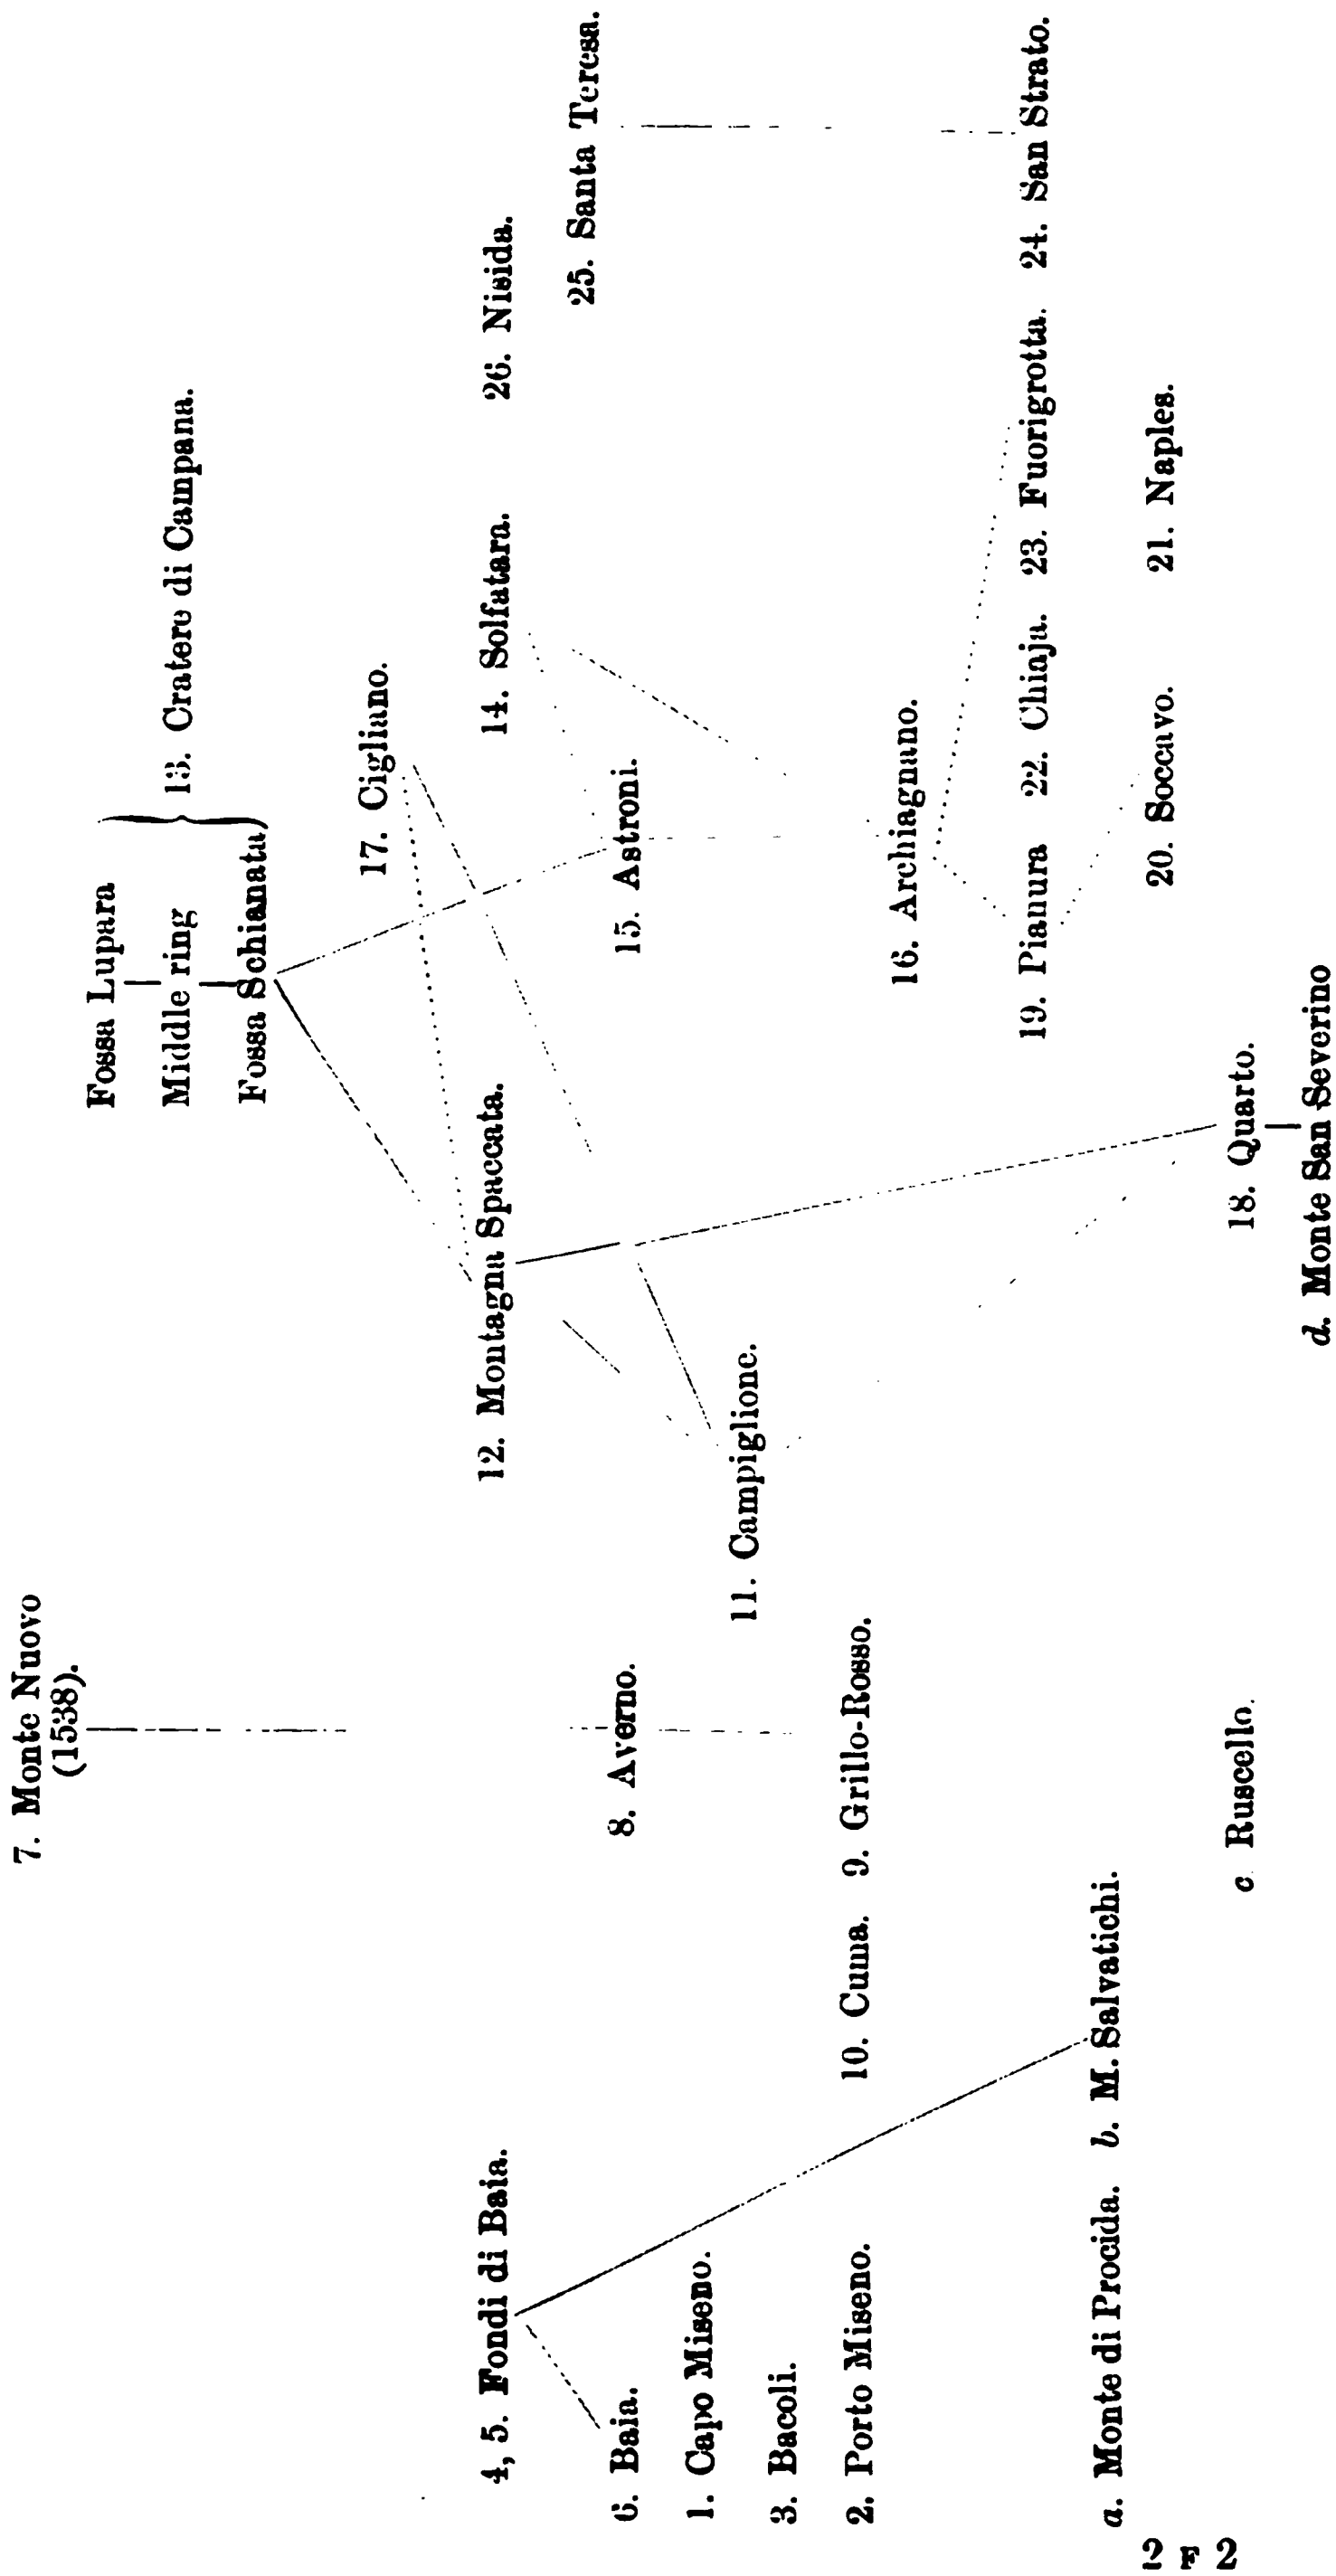 7. Monte Nuovo
(1538).
Fossa Lupara
Middle ring
Fossa Schianata
13. Cratere di Campana.
17. Cigliano.
4, 5. Fondi di Baia.
12. Montagna Spaccata.
14. Solfatara.
26. Nisida.
25. Santa Teresa.
6. Baia.
8. Averno.
15. Astroni.
1. Capo Miseno.
11. Campiglione.
3. Bacoli.
2. Porto Miseno.
10. Cuma. 9. Grillo-Rosso.
16. Archiagnano.
19. Pianura 22. Chiaja. 23. Fuorigrotta. 24. San Strato.
a. Monte di Procida. b. M. Salvatichi.
20. Soccavo.
21. Naples.
c. Ruscello.
18. Quarto.
d. Monte San Severino
2 F 2